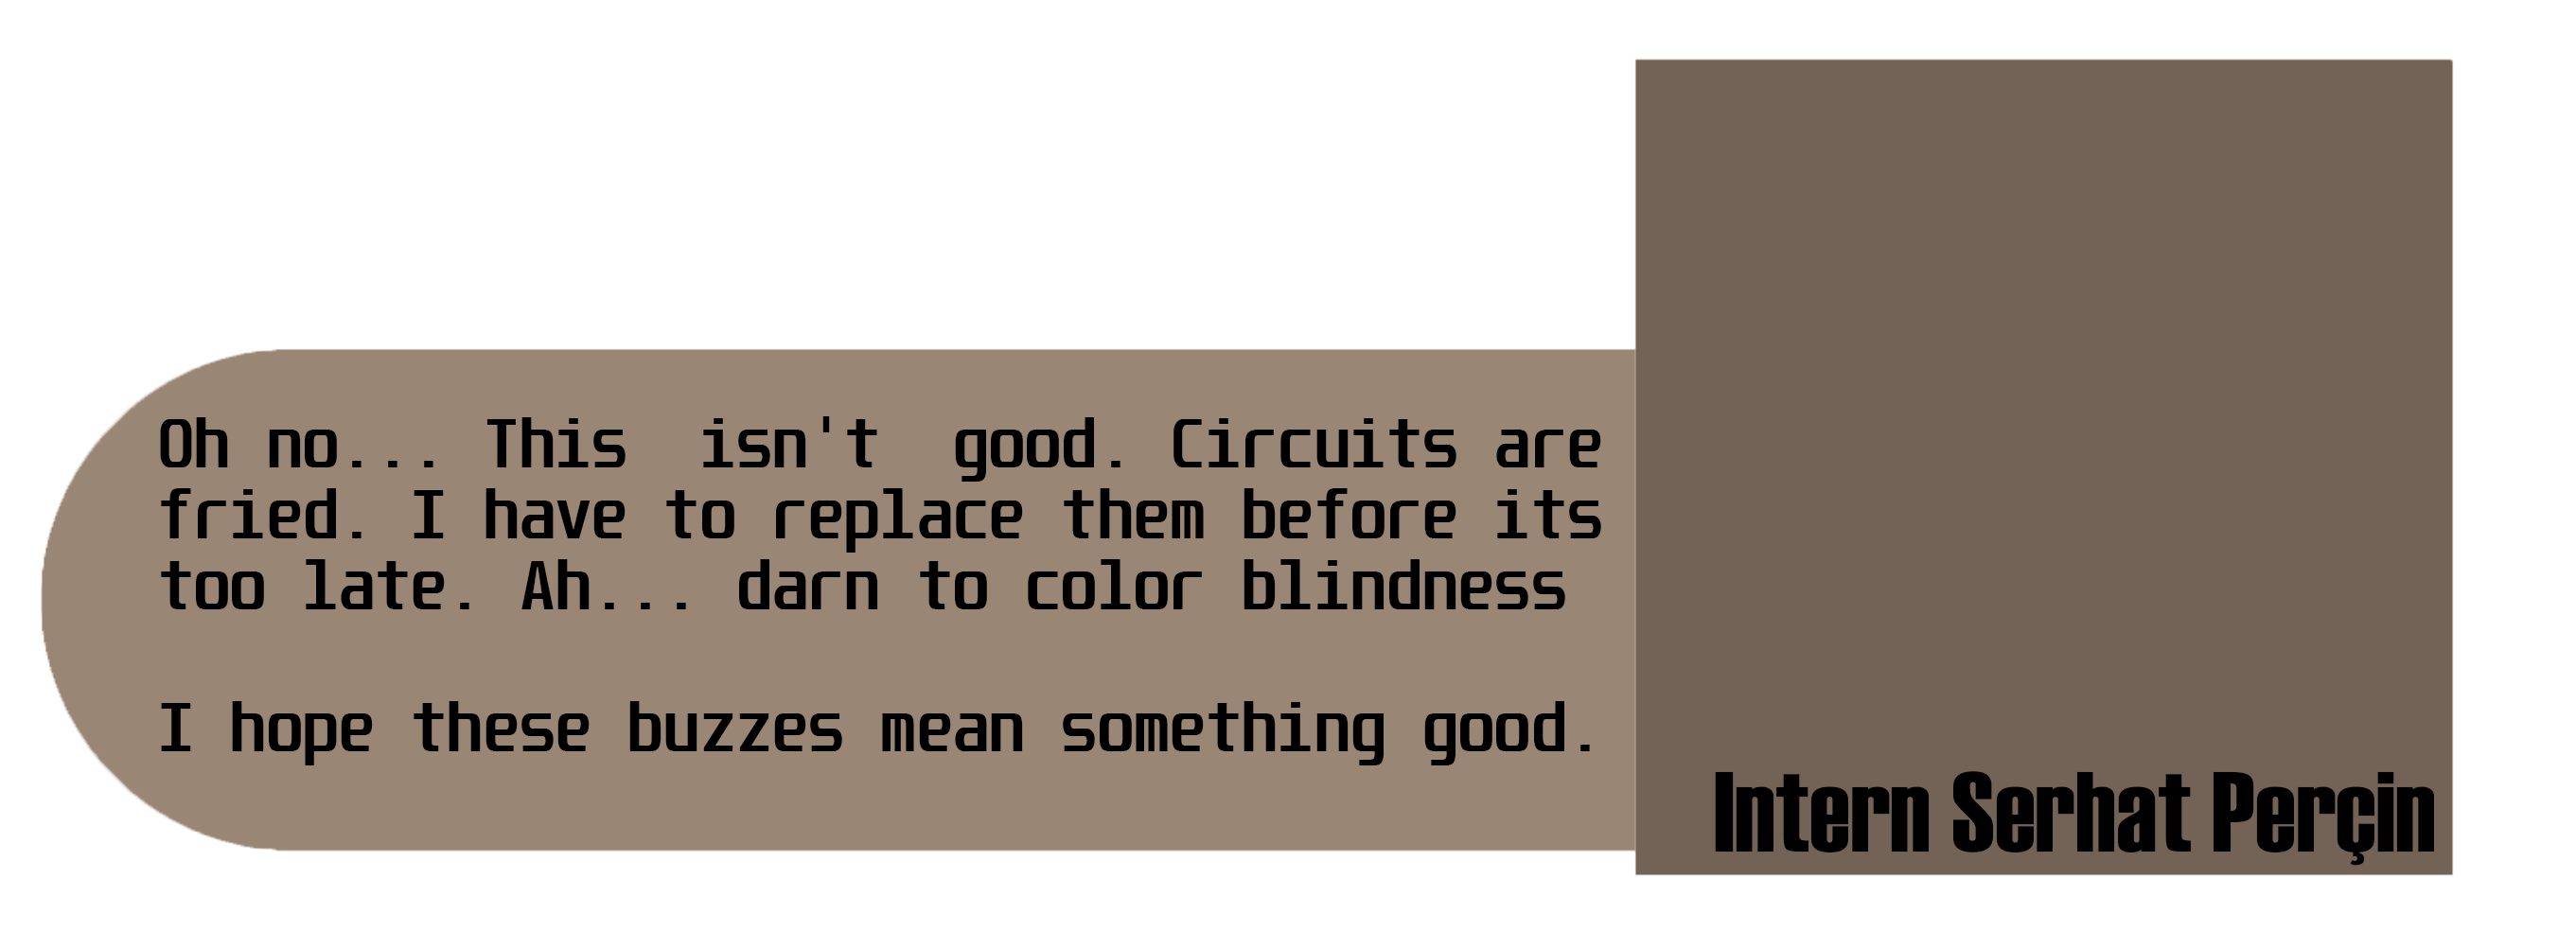 Oh no... This  isn't  good. Circuits are
fried. I have to replace them before its
too late. Ah... darn to color blindness
I hope these buzzes mean something good.
Intern Serhat Perçin